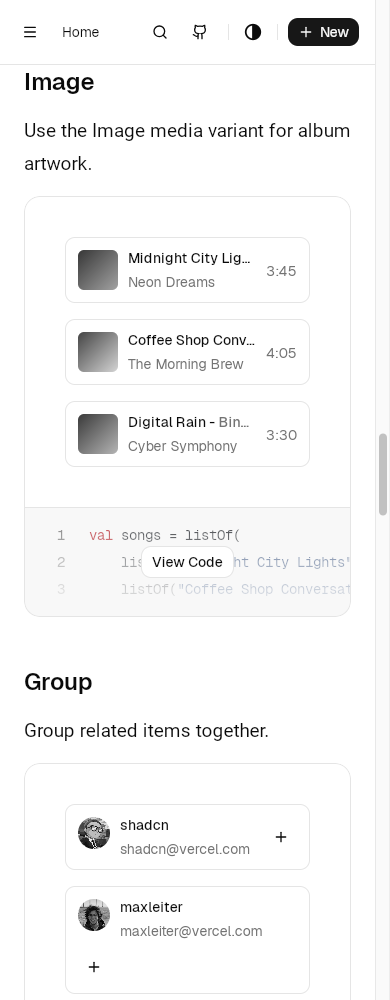 Home
New
Image
Use the Image media variant for album
artwork.
Midnight City Lig…
Neon Dreams
3:45
Coffee Shop Conv…
The Morning Brew
4:05
Digital Rain - Bin…
Cyber Symphony
3:30
1 val songs = listOf(
2 lis ht City Lights"
View Code
3 listOf("Coffee Shop Conversat
Group
Group related items together.
shadcn
shadcn@vercel.com
maxleiter
maxleiter@vercel.com